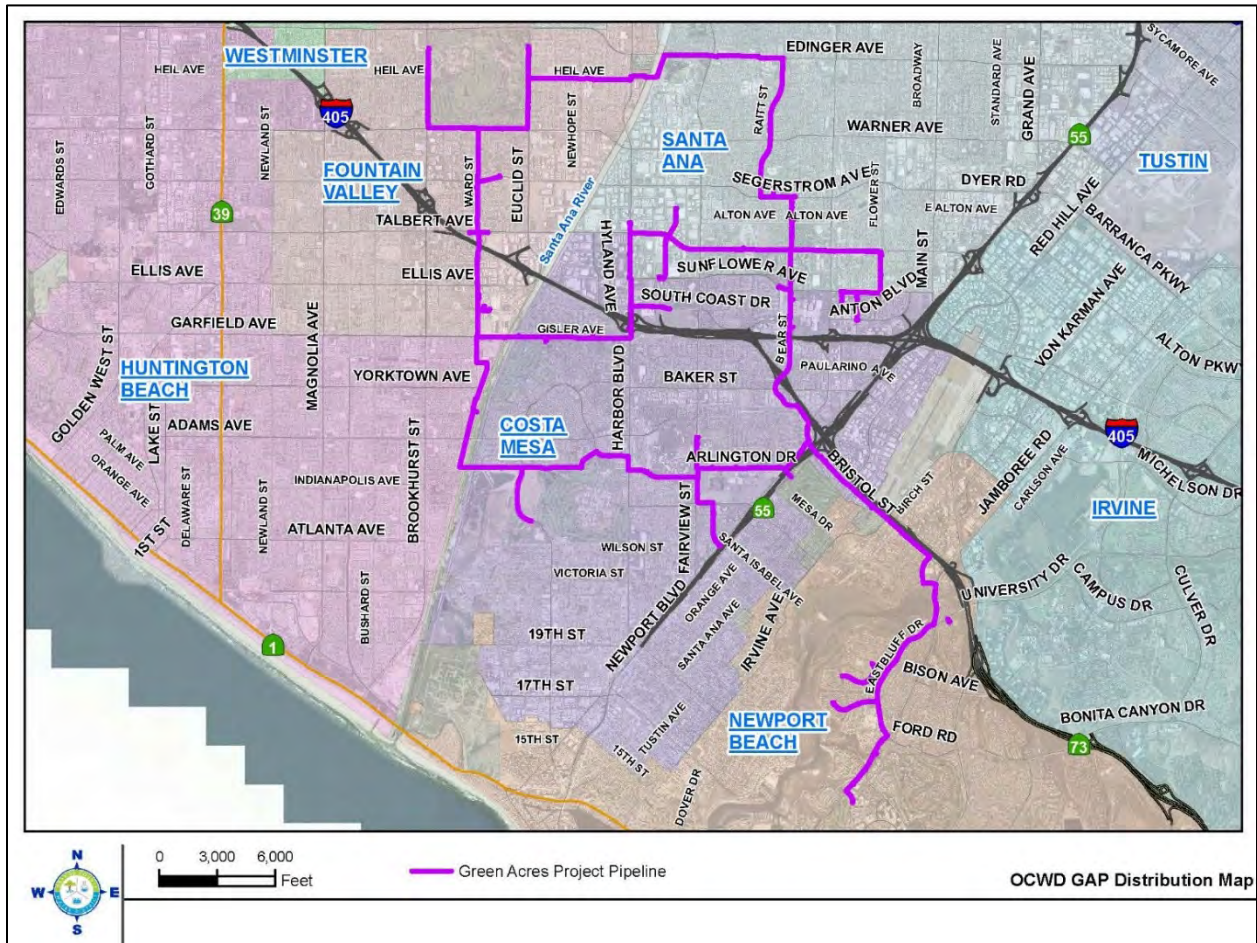 WESTMINSTER
EDINGER AVE
SYCAMORE AVE
HEIL AVE
HEIL AVE
HEIL AVE
BROADWAY
STANDARD AVE
GRAND AVE
405
RAITT ST
WARNER AVE
55
EDWARDS ST
GOTHARD ST
NEWLAND ST
NEWHOPE ST
SANTA
ANA
TUSTIN
FOUNTAIN
VALLEY
WARD ST
EUCLID ST
SEGERSTROM AVE
FLOWER ST
DYER RD
RED HILL AVE
BARRANCA PKWY
39
TALBERT AVE
Santa Ana River
ALTON AVE
ALTON AVE
E ALTON AVE
HYLAND AVE
MAIN ST
ELLIS AVE
ELLIS AVE
SUNFLOWER AVE
VON KARMAN AVE
SOUTH COAST DR
ANTON BLVD
GARFIELD AVE
GISLER AVE
BEAR ST
ALTON PKWY
GOLDEN WEST ST
HUNTINGTON
BEACH
MAGNOLIA AVE
YORKTOWN AVE
HARBOR BLVD
BAKER ST
PAULARINO AVE
LAKE ST
ADAMS AVE
BROOKHURST ST
COSTA
MESA
405
PALM AVE
ORANGE AVE
ARLINGTON DR
BRISTOL ST
JAMBOREE RD
CARLSON AVE
MICHELSON DR
DELAWARE ST
INDIANAPOLIS AVE
FAIRVIEW ST
55
MESA DR
BIRCH ST
IRVINE
1ST ST
NEWLAND ST
ATLANTA AVE
WILSON ST
SANTA ISABEL AVE
VICTORIA ST
ORANGE AVE
UNIVERSITY DR
CAMPUS DR
CULVER DR
BUSHARD ST
NEWPORT BLVD
SANTA ANA AVE
IRVINE AVE
19TH ST
1
EASTBLUFF DR
BISON AVE
17TH ST
TUSTIN AVE
NEWPORT
BEACH
BONITA CANYON DR
FORD RD
15TH ST
15TH ST
73
DOVER DR
N
W
E
S
0 3,000 6,000
Feet
Green Acres Project Pipeline
OCWD GAP Distribution Map